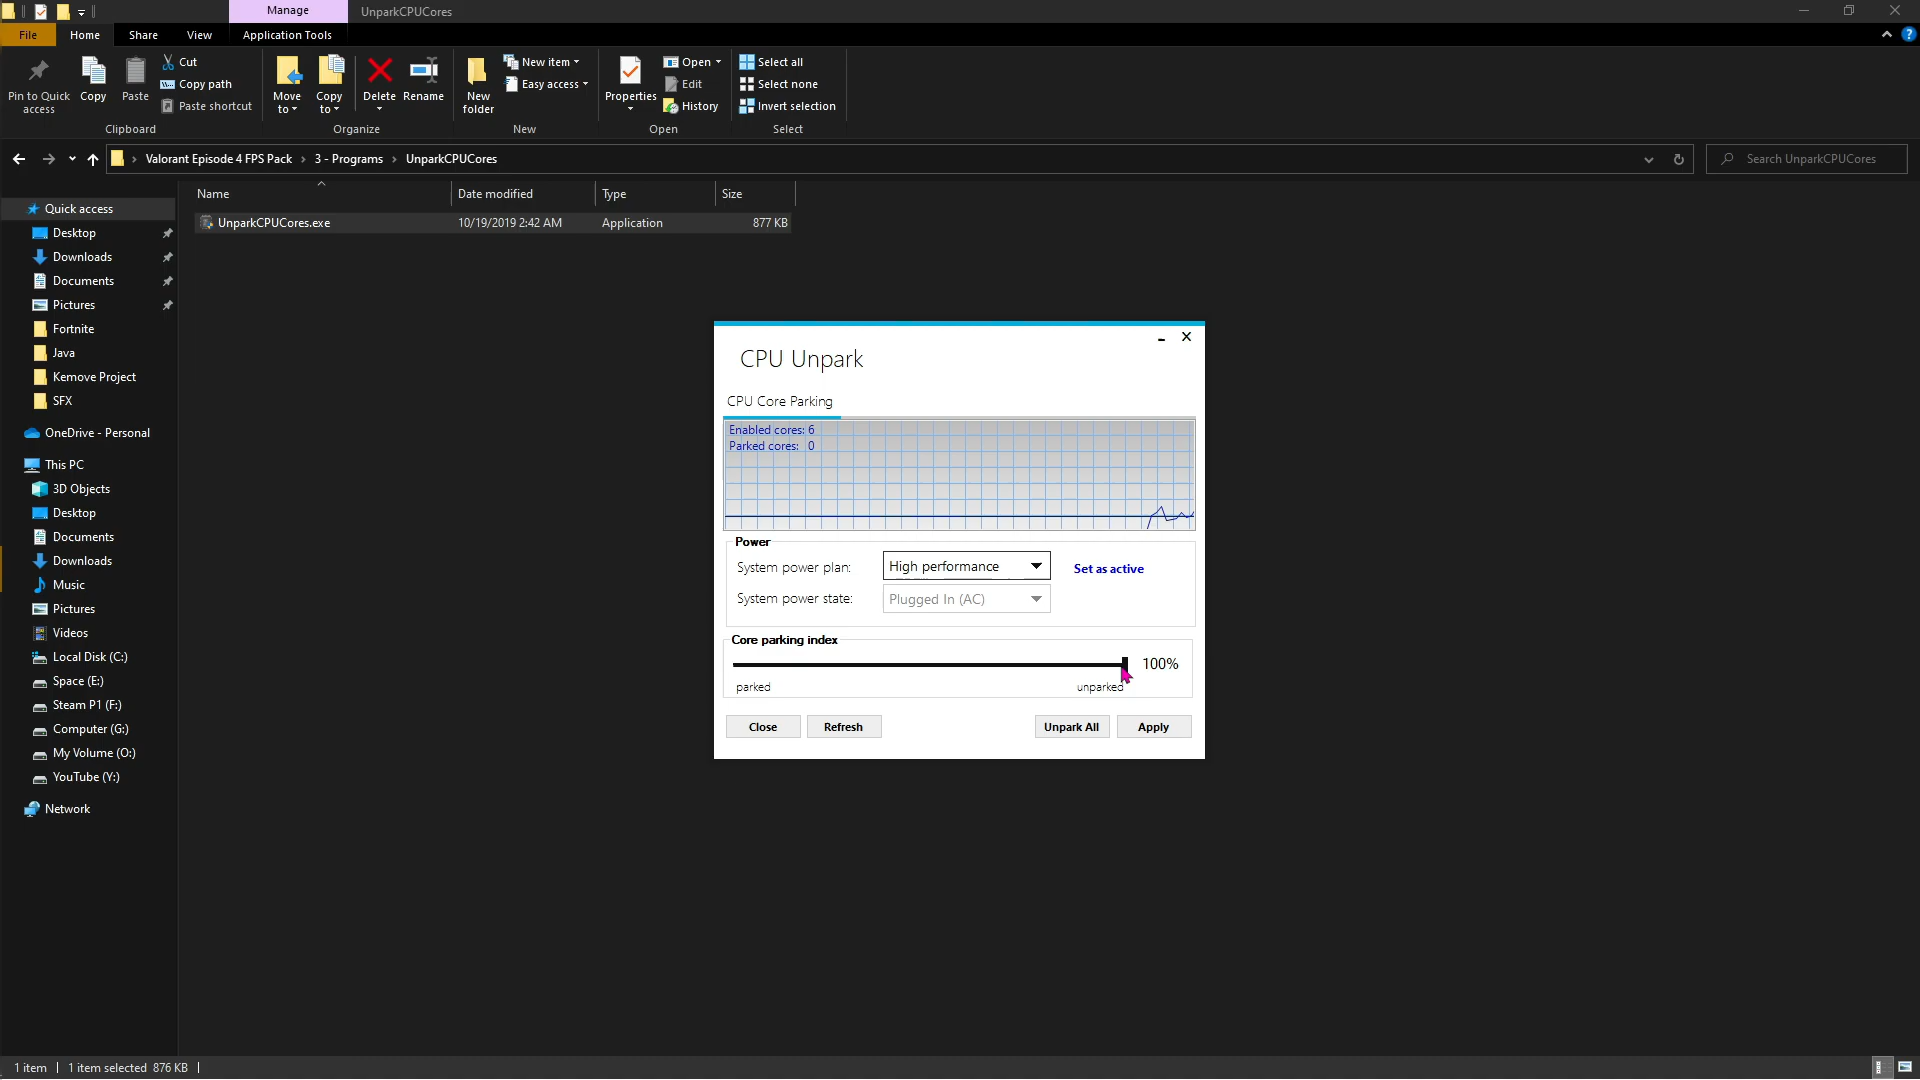 Manage
UnparkCPUCores
File
Home
Share
View
Application Tools
Pin to Quick access
Copy
Paste
Cut
Copy path
Paste shortcut
Clipboard
Move to
Copy to
Delete
Rename
Organize
New folder
New item
Easy access
New
Properties
Open
Edit
History
Open
Select all
Select none
Invert selection
Select
Valorant Episode 4 FPS Pack
3 - Programs
UnparkCPUCores
Search UnparkCPUCores
Name
Date modified
Type
Size
UnparkCPUCores.exe
10/19/2019 2:42 AM
Application
877 KB
Quick access
Desktop
Downloads
Documents
Pictures
Fortnite
Java
Kemove Project
SFX
OneDrive - Personal
This PC
3D Objects
Desktop
Documents
Downloads
Music
Pictures
Videos
Local Disk (C:)
Space (E:)
Steam P1 (F:)
Computer (G:)
My Volume (O:)
YouTube (Y:)
Network
CPU Unpark
CPU Core Parking
Enabled cores: 6
Parked cores: 0
Power
System power plan:
High performance
Set as active
System power state:
Plugged In (AC)
Core parking index
100%
parked
unparked
Close
Refresh
Unpark All
Apply
1 item
1 item selected 876 KB